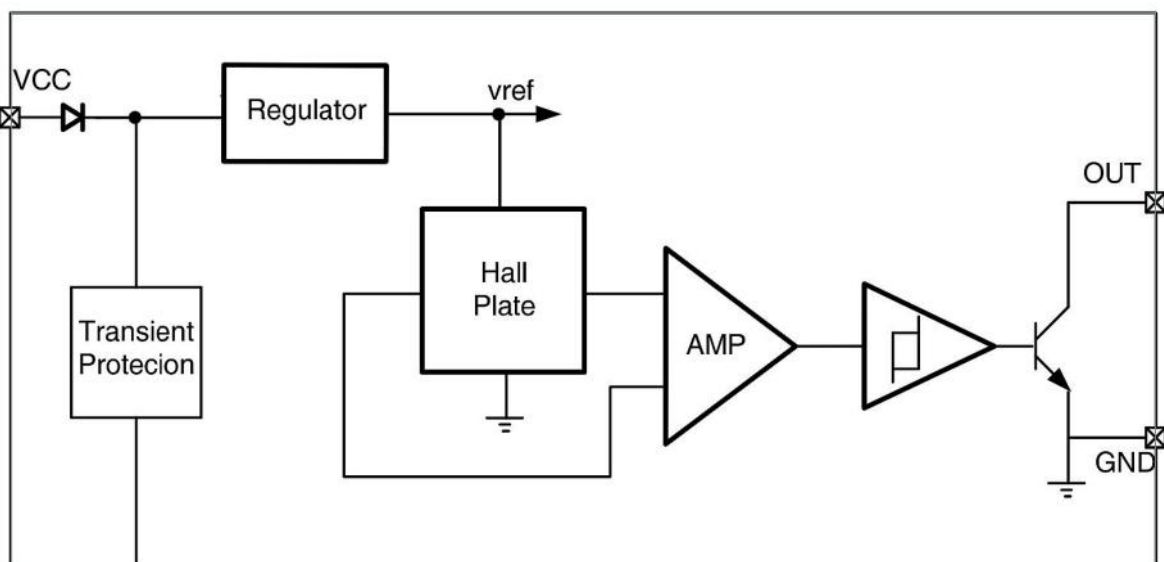 VCC
Regulator
vref
OUT
Hall
Plate
Transient
Protecion
AMP
GND